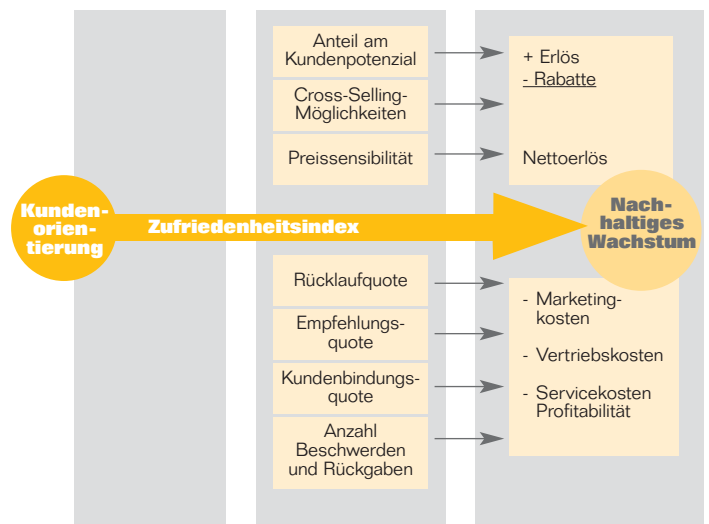 Anteil am
Kundenpotenzial
Cross-Selling-
Möglichkeiten
Preissensibilität
+ Erlös
- Rabatte
Nettoerlös
Kunden-
orien-
tierung
Zufriedenheitsindex
Nach-
haltiges
Wachstum
Rücklaufquote
Empfehlungs-
quote
Kundenbindungs-
quote
Anzahl
Beschwerden
und Rückgaben
- Marketing-
kosten
- Vertriebskosten
- Servicekosten
Profitabilität